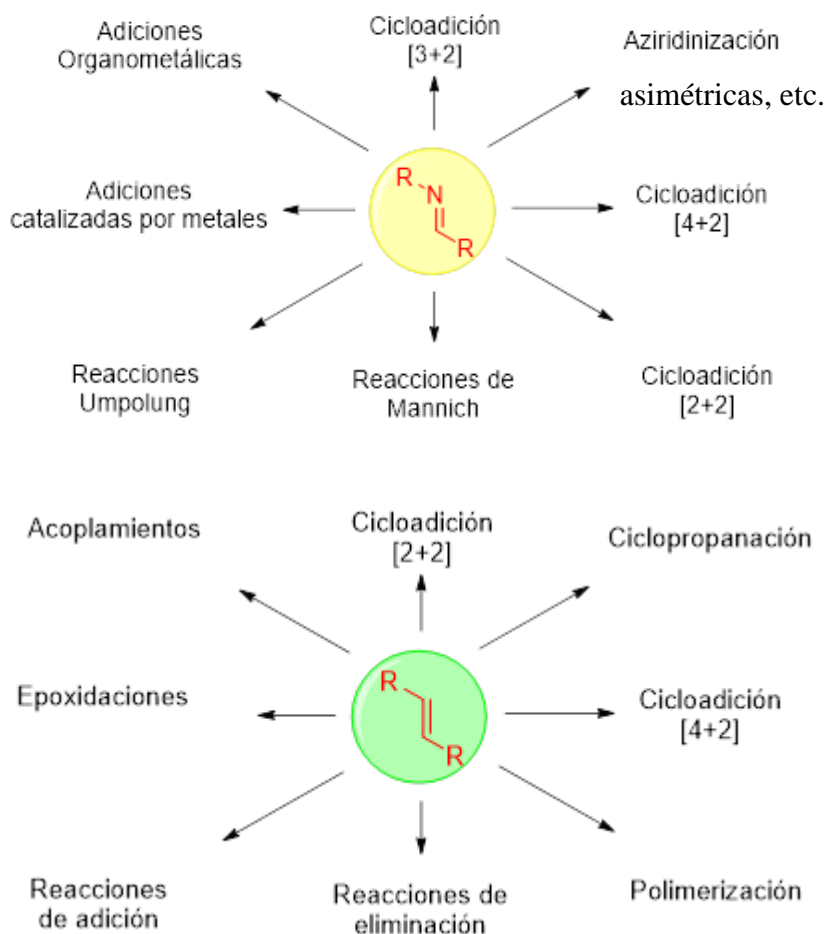 Adiciones
Organometálicas
Cicloadición
[3+2]
Aziridinización
asimétricas, etc.
Adiciones
catalizadas por metales
R
N
R
Cicloadición
[4+2]
Reacciones
Umpolung
Reacciones de
Mannich
Cicloadición
[2+2]
Acoplamientos
Cicloadición
[2+2]
Ciclopropanación
Epoxidaciones
R
R
Cicloadición
[4+2]
Reacciones
de adición
Reacciones de
eliminación
Polimerización